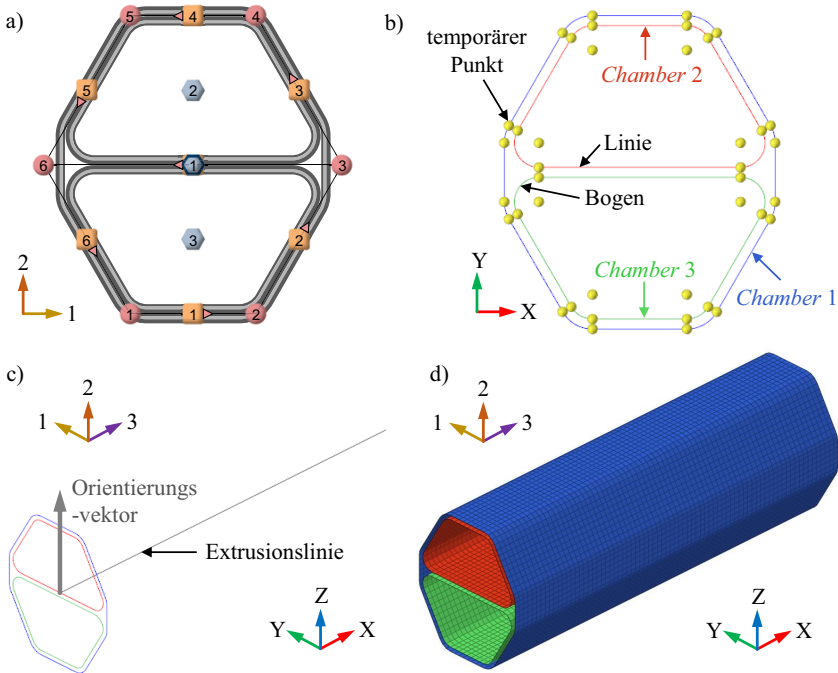 a)
5
4
4
5
2
3
6
1
3
6
3
2
1
1
2
2
1
b)
temporärer
Punkt
Chamber 2
Linie
Bogen
Chamber 3
Chamber 1
Y
X
c)
2
1
3
Orientierungs
-vektor
Extrusionslinie
Z
Y
X
d)
2
1
3
Z
Y
X